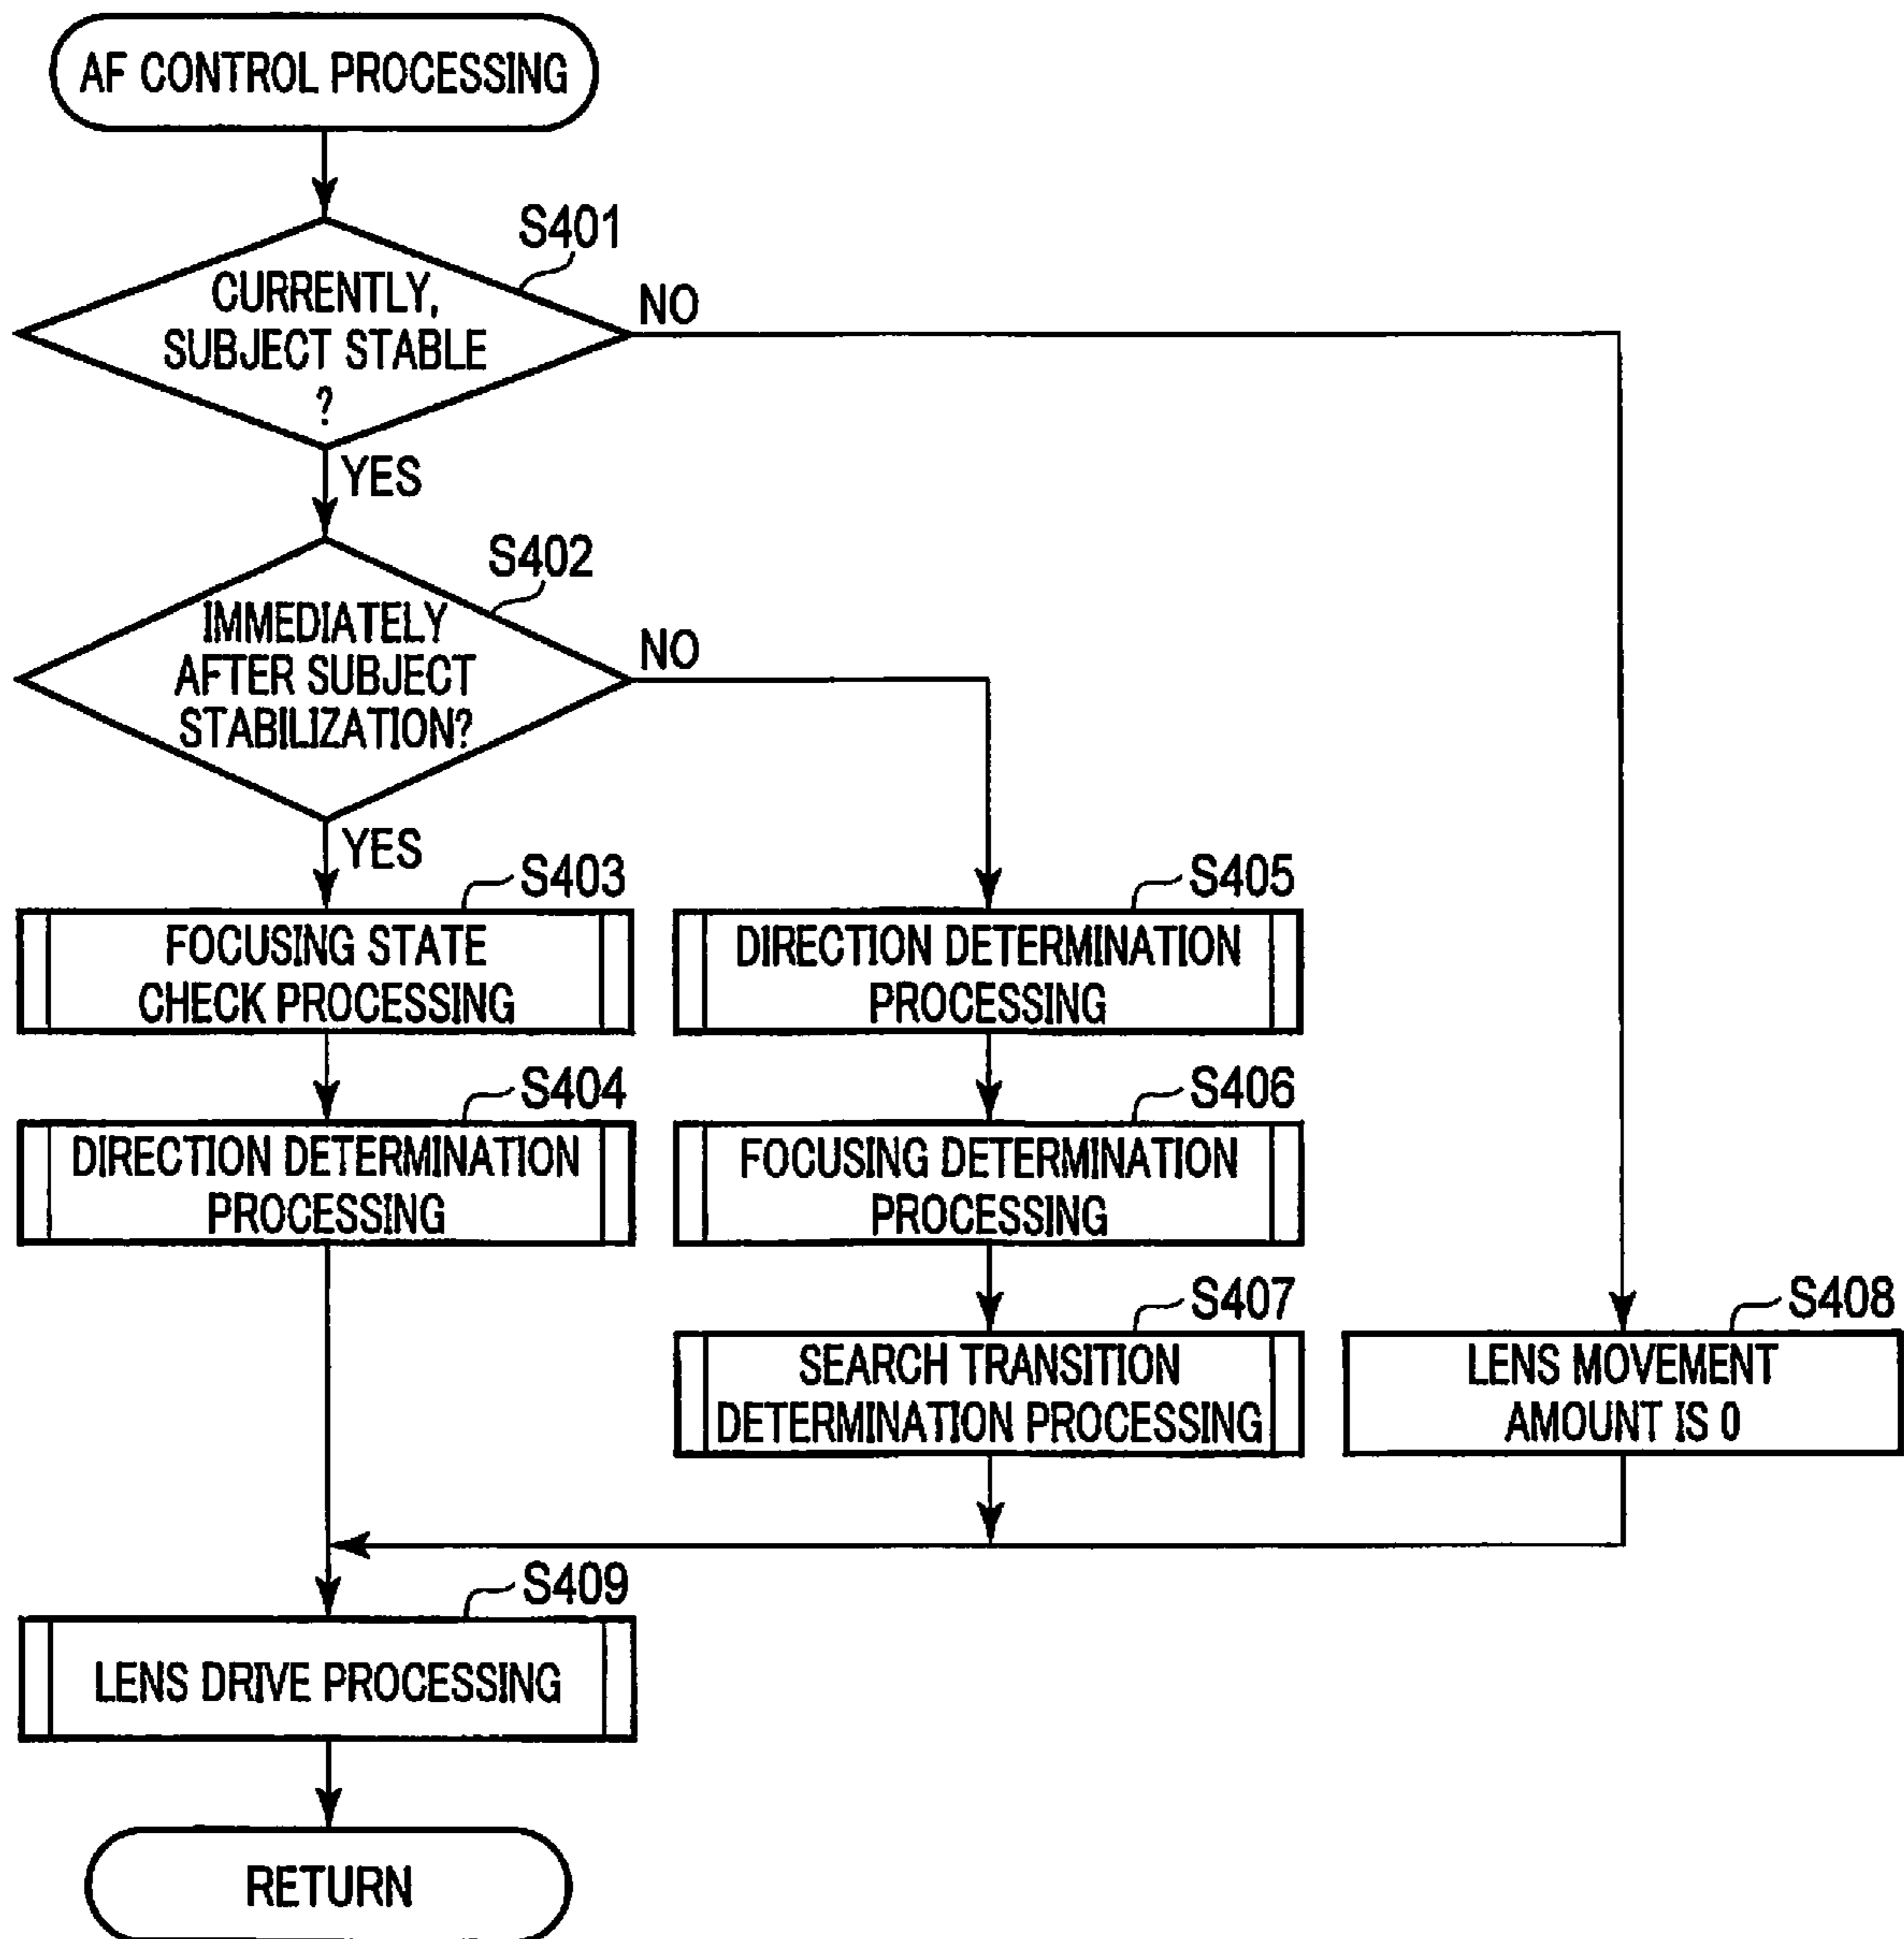 AF CONTROL PROCESSING
S401
CURRENTLY,
SUBJECT STABLE
?
NO
YES
S402
IMMEDIATELY
AFTER SUBJECT
STABILIZATION?
NO
YES
S403
FOCUSING STATE
CHECK PROCESSING
S405
DIRECTION DETERMINATION
PROCESSING
S404
DIRECTION DETERMINATION
PROCESSING
S406
FOCUSING DETERMINATION
PROCESSING
S407
SEARCH TRANSITION
DETERMINATION PROCESSING
S408
LENS MOVEMENT
AMOUNT IS 0
S409
LENS DRIVE PROCESSING
RETURN